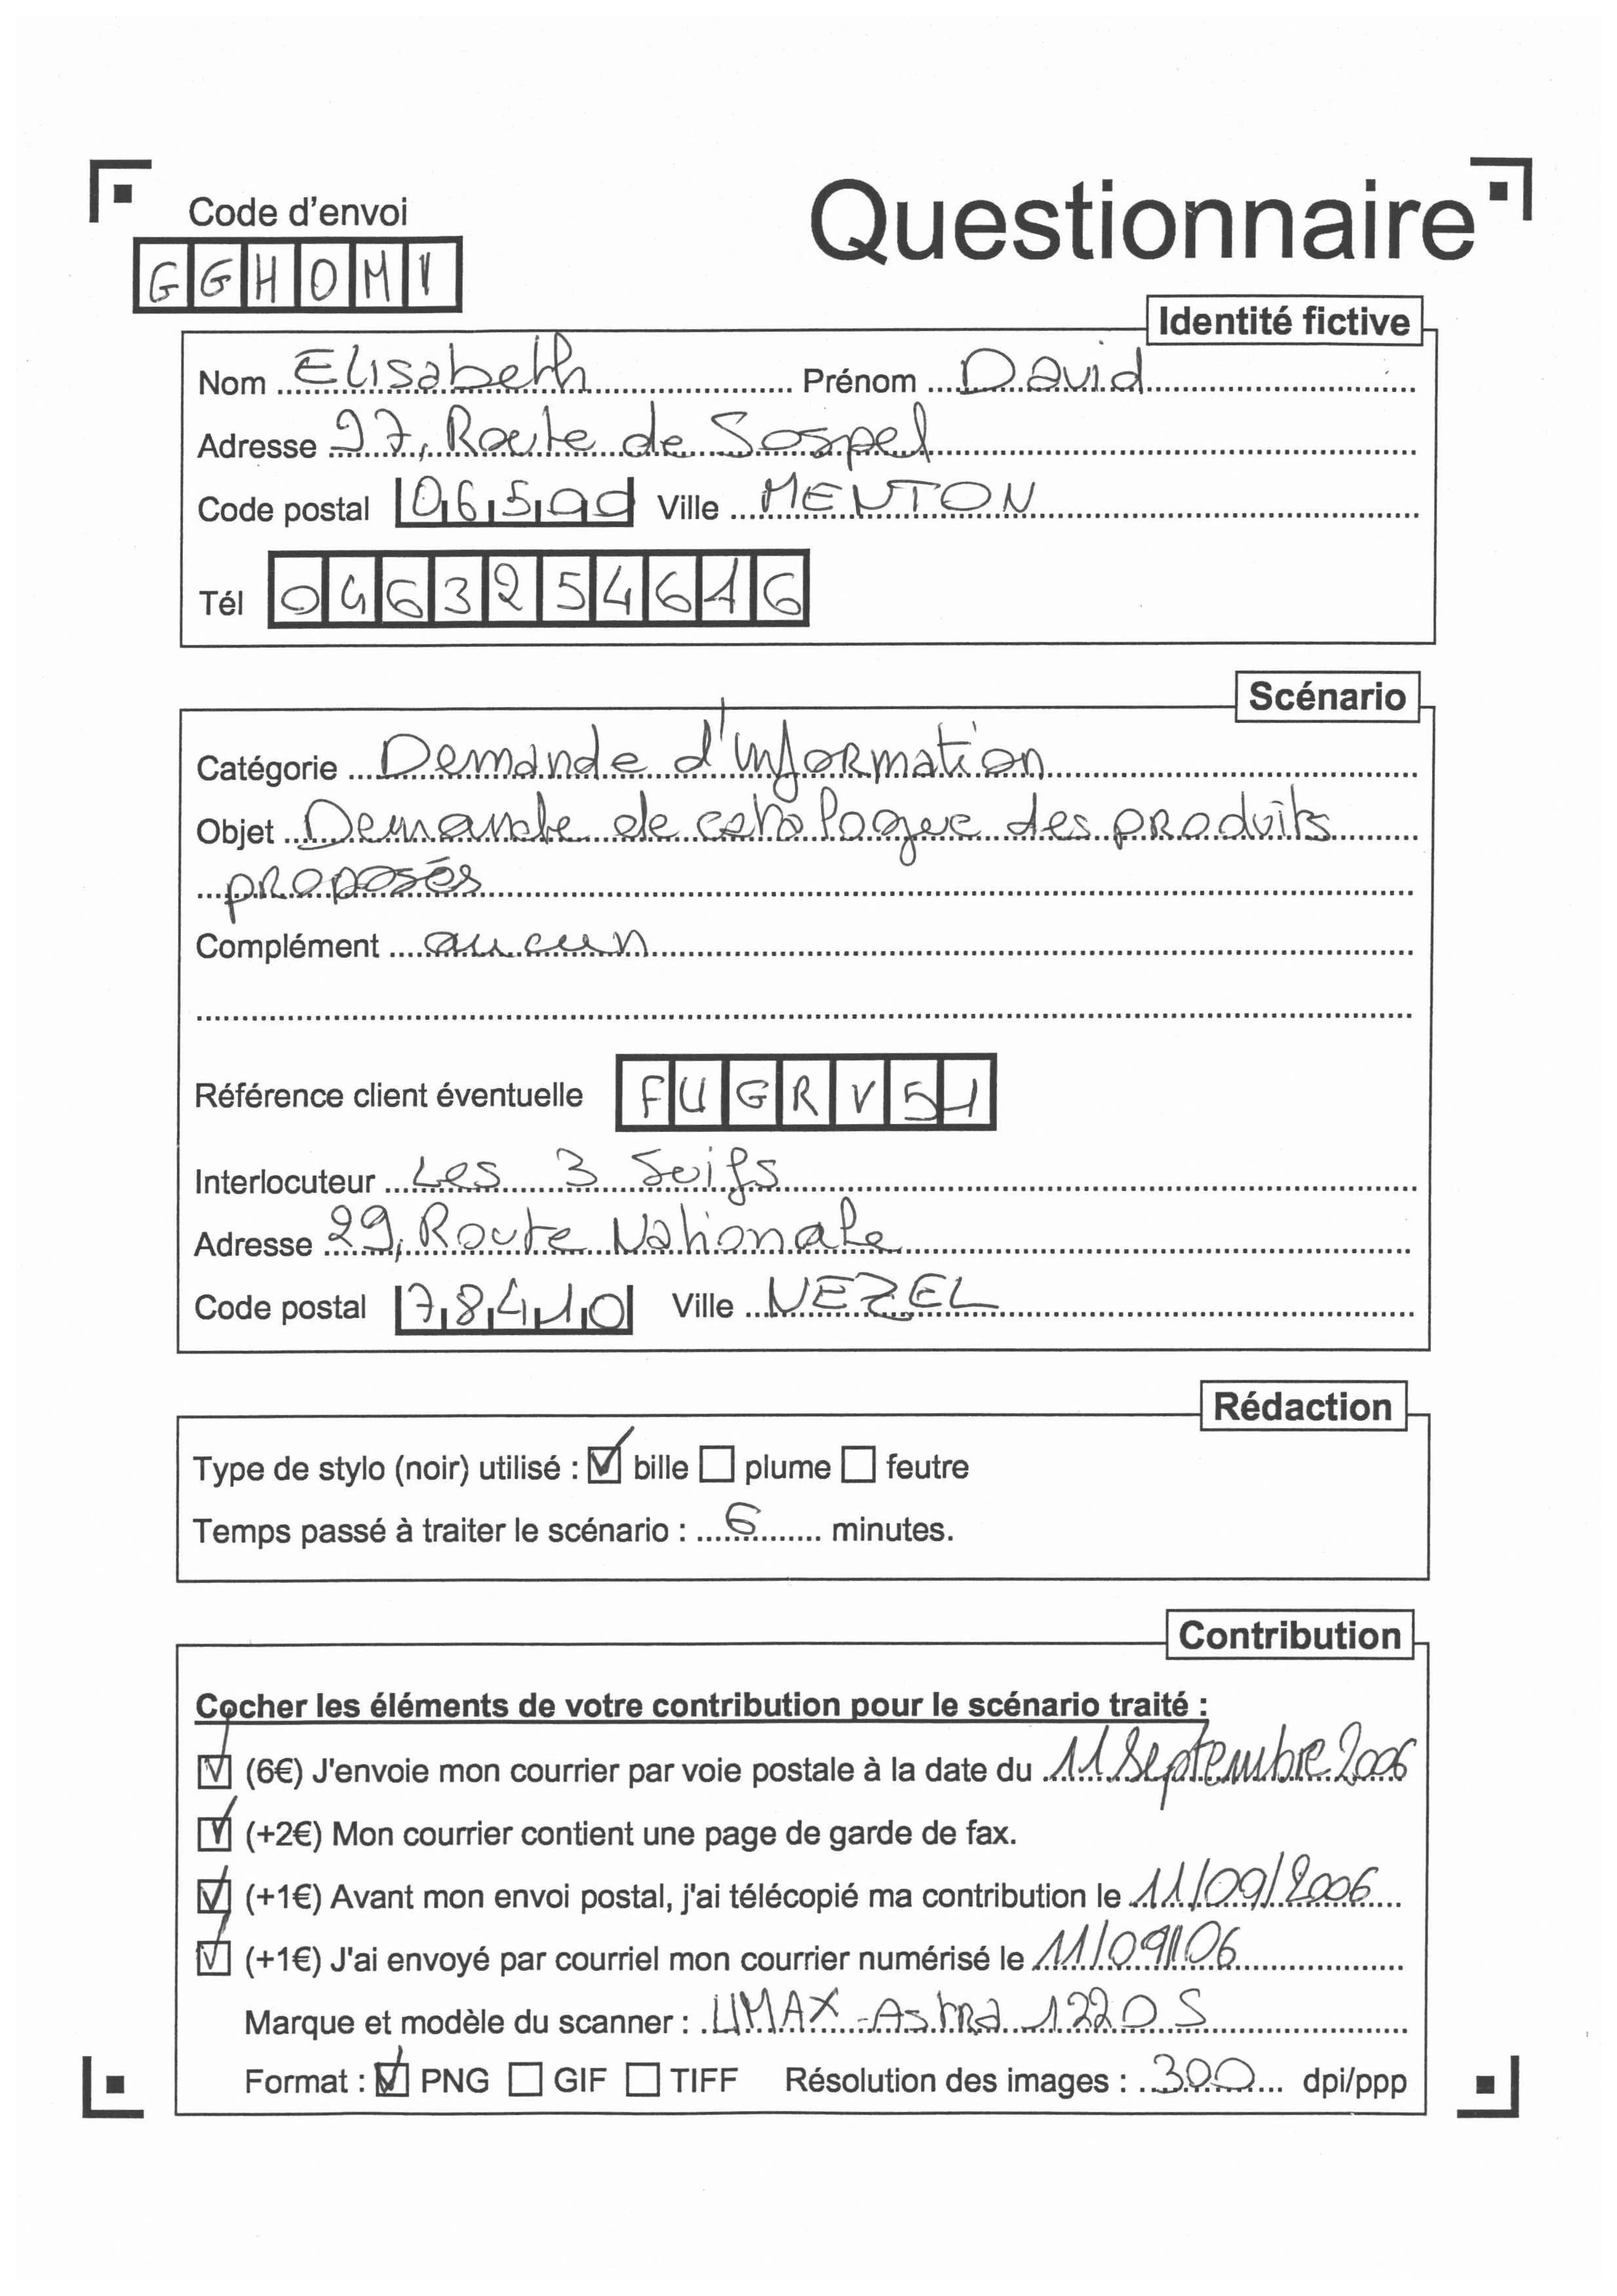 Code d'envoi
Questionnaire
GGHOMV
Identité fictive
Nom Elisabeth Prénom David
Adresse 97, Route de Sospel
Code postal 06500 Ville MENTON
Tél 0463254616
Scénario
Catégorie Demande d'information
Objet Demande de catalogue des produits
proposés
Complément aucun
Référence client éventuelle FUGRV51
Interlocuteur Les 3 Suifs
Adresse 29, Route Nationale
Code postal 78410 Ville NEZEL
Rédaction
Type de stylo (noir) utilisé : bille plume feutre
Temps passé à traiter le scénario : 6 minutes.
Contribution
Cocher les éléments de votre contribution pour le scénario traité :
(6€) J'envoie mon courrier par voie postale à la date du 11 Septembre 2006
(+2€) Mon courrier contient une page de garde de fax.
(+1€) Avant mon envoi postal, j'ai télécopié ma contribution le 11/09/2006
(+1€) J'ai envoyé par courriel mon courrier numérisé le 11/09/06
Marque et modèle du scanner : UMAX-Astra 1220 S
Format : PNG GIF TIFF Résolution des images : 300 dpi/ppp